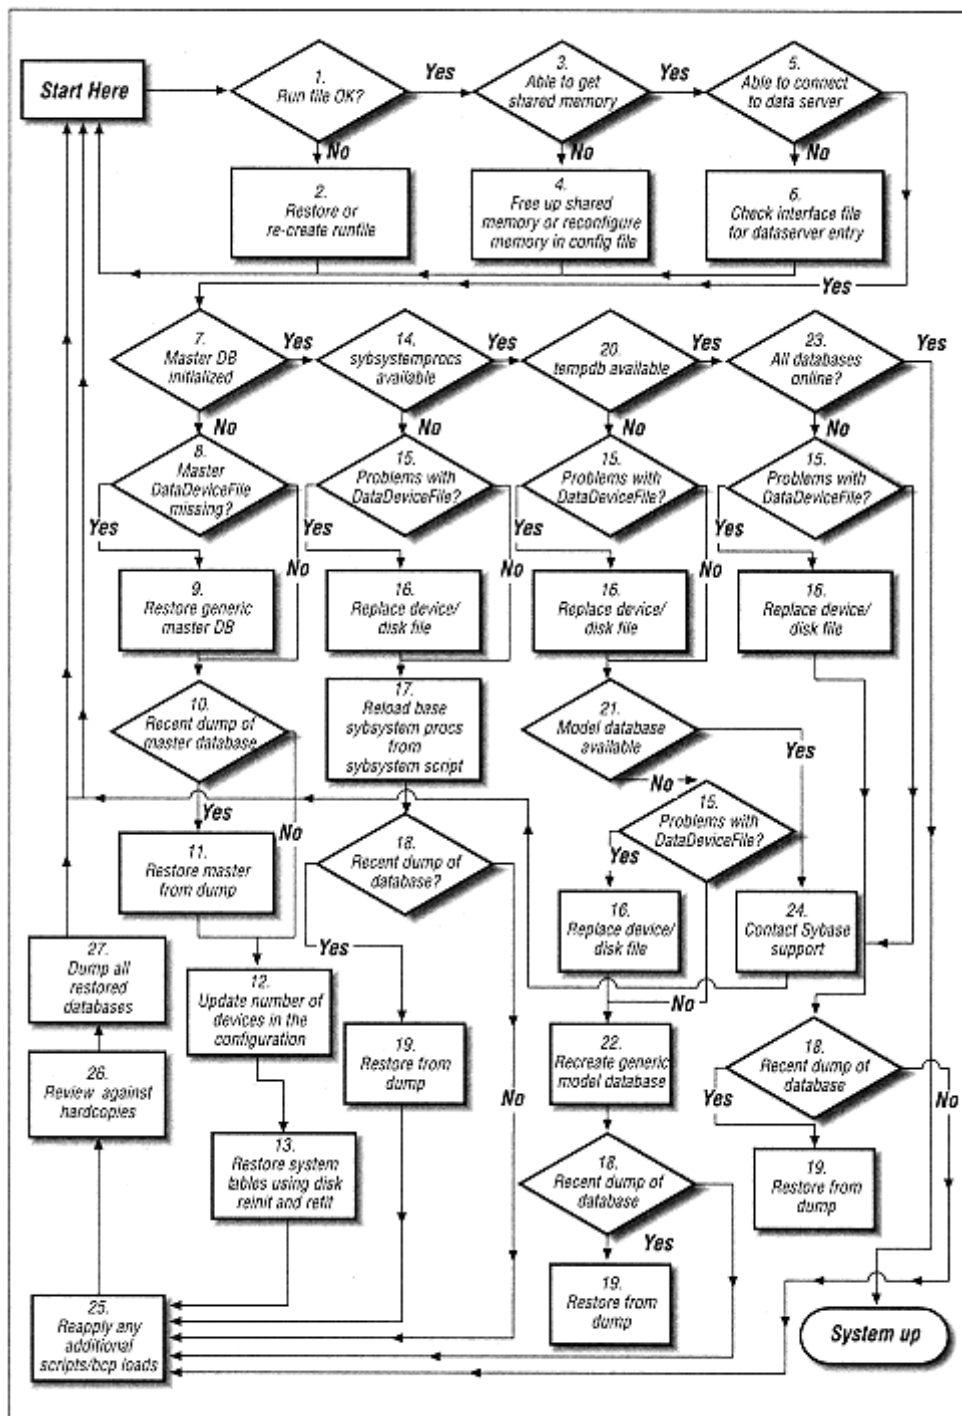 Start Here
1.
Run file OK?
Yes
3.
Able to get
shared memory
Yes
5.
Able to connect
to data server
No
No
No
2.
Restore or
re-create runfile
4.
Free up shared
memory or reconfigure
memory in config file
6.
Check interface file
for dataserver entry
Yes
7.
Master DB
initialized
Yes
14.
sybsystemprocs
available
Yes
20.
tempdb available
Yes
23.
All databases
online?
Yes
No
No
No
No
8.
Master
DataDeviceFile
missing?
15.
Problems with
DataDeviceFile?
15.
Problems with
DataDeviceFile?
15.
Problems with
DataDeviceFile?
Yes
Yes
Yes
Yes
No
No
No
No
9.
Restore generic
master DB
16.
Replace device/
disk file
16.
Replace device/
disk file
16.
Replace device/
disk file
10.
Recent dump of
master database
17.
Reload base
subsystem procs
from
sybsystem script
21.
Model database
available
Yes
No
Yes
No
15.
Problems with
DataDeviceFile?
Yes
11.
Restore master
from dump
18.
Recent dump of
database?
16.
Replace device/
disk file
24.
Contact Sybase
support
27.
Dump all
restored
databases
Yes
12.
Update number of
devices in the
configuration
No
19.
Restore from
dump
22.
Recreate generic
model database
18.
Recent dump of
database
26.
Review against
hardcopies
No
Yes
No
13.
Restore system
tables using disk
reinit and refit
18.
Recent dump of
database
19.
Restore from
dump
Yes
19.
Restore from
dump
25.
Reapply any
additional
scripts/bcp loads
System up